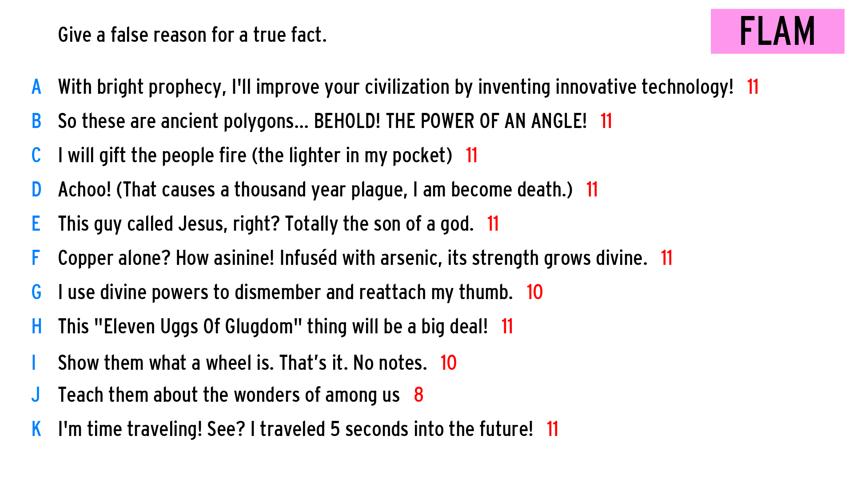 Give a false reason for a true fact.
FLAM
A With bright prophecy, I'll improve your civilization by inventing innovative technology! 11
B So these are ancient polygons... BEHOLD! THE POWER OF AN ANGLE! 11
C I will gift the people fire (the lighter in my pocket) 11
D Achoo! (That causes a thousand year plague, I am become death.) 11
E This guy called Jesus, right? Totally the son of a god. 11
F Copper alone? How asinine! Infuséd with arsenic, its strength grows divine. 11
G I use divine powers to dismember and reattach my thumb. 10
H This "Eleven Uggs Of Glugdom" thing will be a big deal! 11
I Show them what a wheel is. That’s it. No notes. 10
J Teach them about the wonders of among us 8
K I'm time traveling! See? I traveled 5 seconds into the future! 11